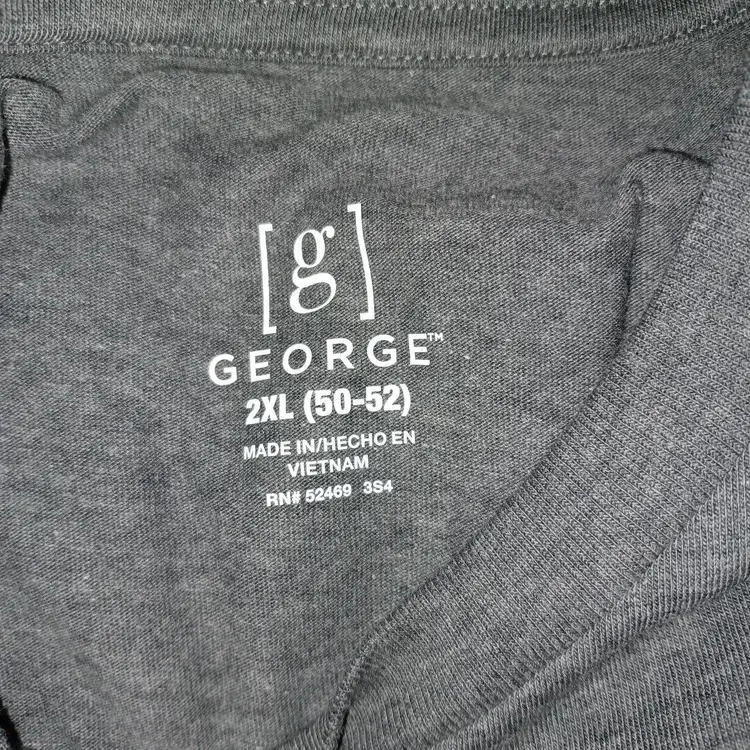 [g]
GEORGE™
2XL (50-52)
MADE IN/HECHO EN
VIETNAM
RN# 52469 3S4